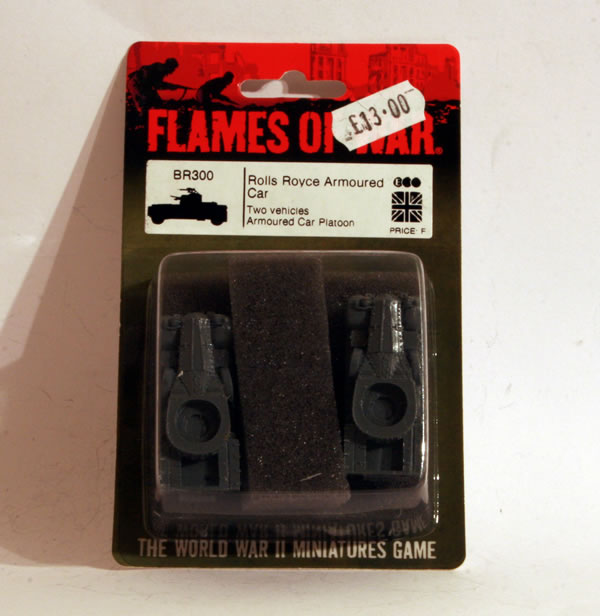 FLAMES OF WAR.
£13.00
BR300
Rolls Royce Armoured
Car
Two vehicles
Armoured Car Platoon
PRICE: F
THE WORLD WAR II MINIATURES GAME